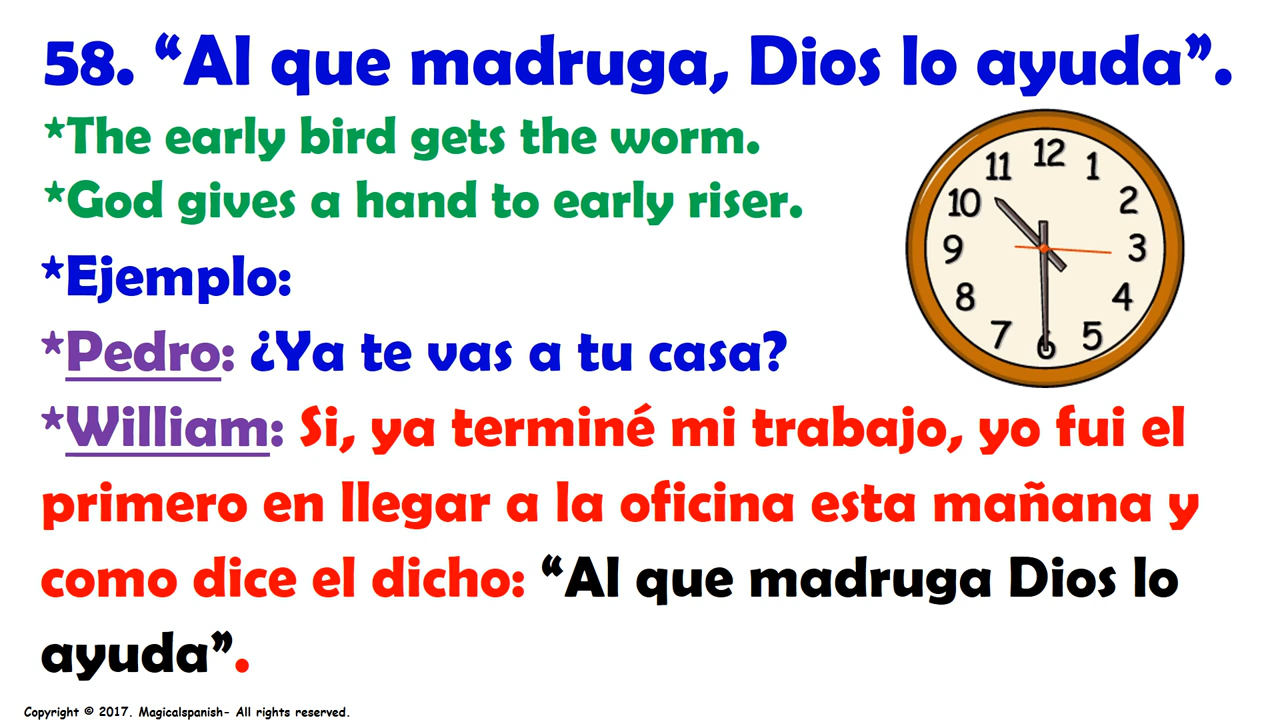 58. “Al que madruga, Dios lo ayuda”.
*The early bird gets the worm.
*God gives a hand to early riser.
*Ejemplo:
*Pedro: ¿Ya te vas a tu casa?
*William: Si, ya terminé mi trabajo, yo fui el
primero en llegar a la oficina esta mañana y
como dice el dicho: “Al que madruga Dios lo
ayuda”.
12
11
1
10
2
9
3
8
4
7
5
6
Copyright © 2017. Magicalspanish- All rights reserved.